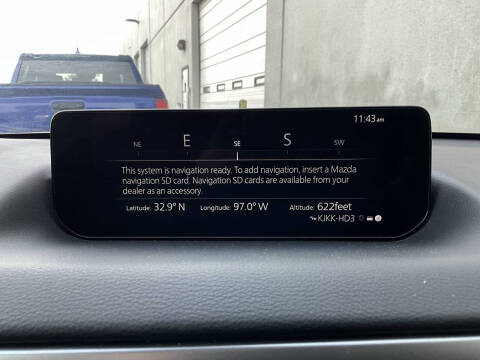 11:43am
NE E SE S SW
This system is navigation ready. To add navigation, insert a Mazda
navigation SD card. Navigation SD cards are available from your
dealer as an accessory.
Latitude: 32.9° N Longitude: 97.0° W Altitude: 622feet
KJKK-HD3